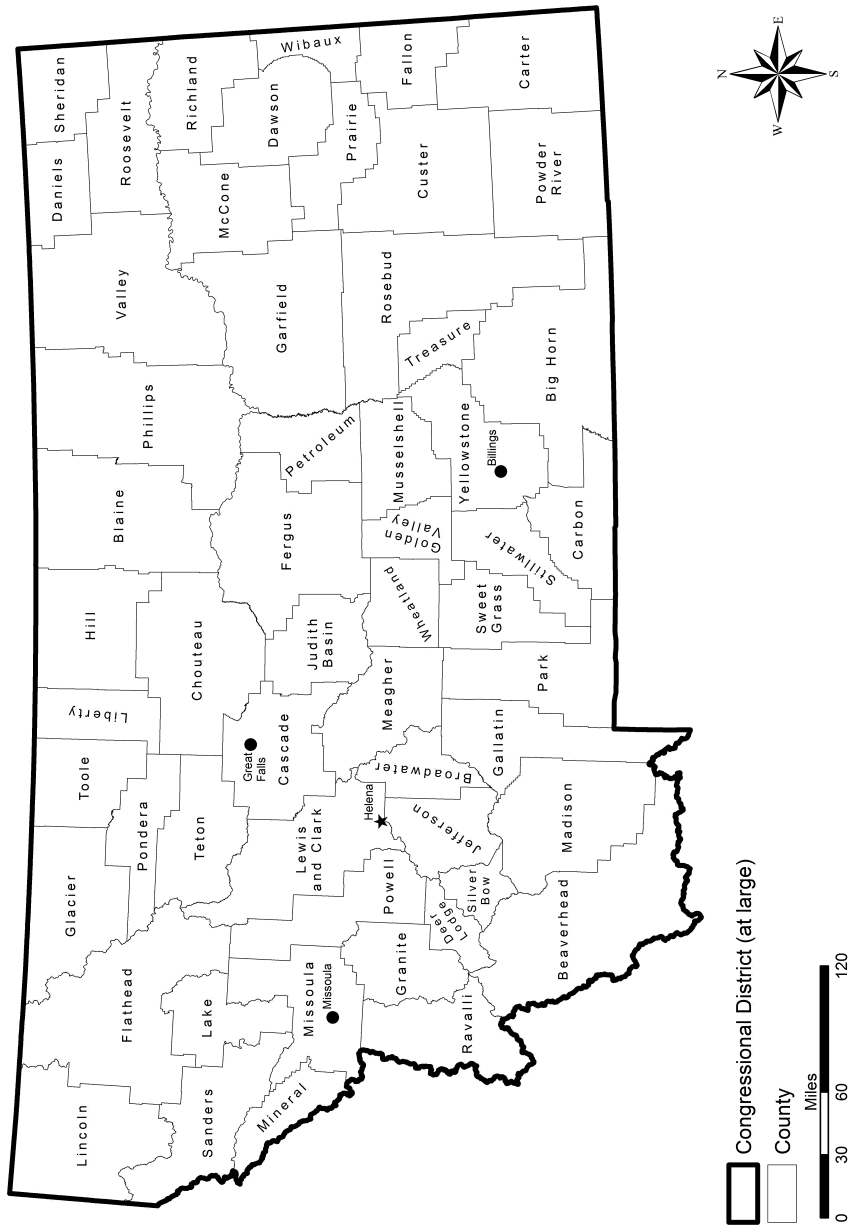 Lincoln
Flathead
Glacier
Toole
Liberty
Hill
Blaine
Phillips
Valley
Daniels
Sheridan
Roosevelt
Sanders
Lake
Pondera
Teton
Chouteau
Richland
McCone
Dawson
Wibaux
Mineral
Missoula
Missoula
Lewis
and Clark
Great
Falls
Cascade
Judith
Basin
Fergus
Petroleum
Garfield
Prairie
Fallon
Powell
Granite
Helena
Broadwater
Meagher
Wheatland
Golden
Valley
Musselshell
Rosebud
Treasure
Custer
Ravalli
Deer
Lodge
Silver
Bow
Jefferson
Gallatin
Park
Sweet
Grass
Stillwater
Yellowstone
Billings
Carbon
Big Horn
Powder
River
Carter
Beaverhead
Madison
N
W
E
S
Congressional District (at large)
County
Miles
0 30 60 120